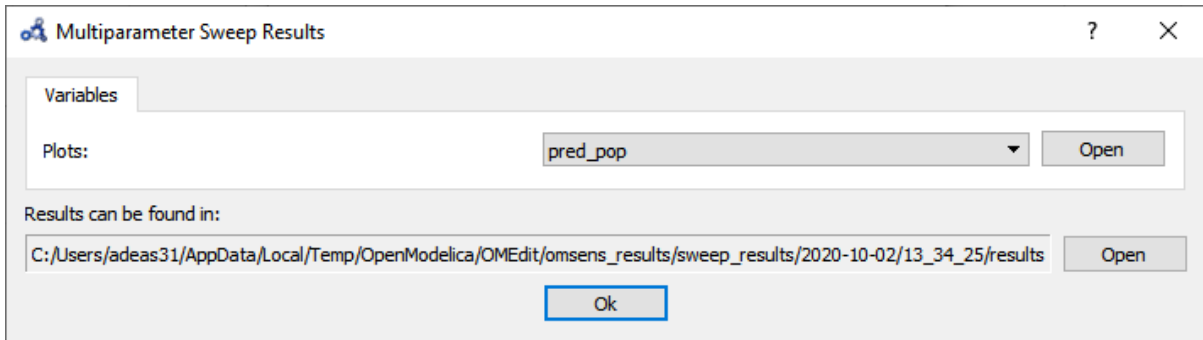 Multiparameter Sweep Results ?
Variables
Plots: pred_pop Open
Results can be found in:
C:/Users/adeas31/AppData/Local/Temp/OpenModelica/OMEdit/omsens_results/sweep_results/2020-10-02/13_34_25/results Open
Ok